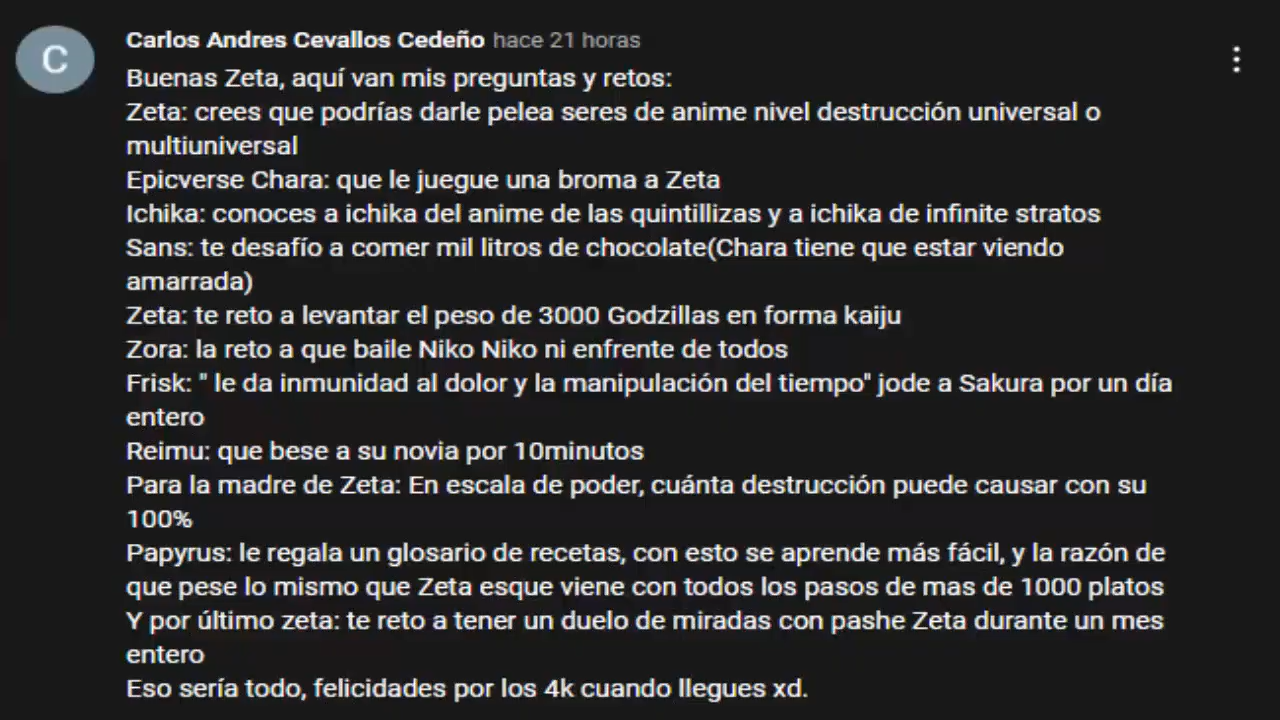 C
Carlos Andres Cevallos Cedeño hace 21 horas
Buenas Zeta, aquí van mis preguntas y retos:
Zeta: crees que podrías darle pelea seres de anime nivel destrucción universal o
multiuniversal
Epicverse Chara: que le juegue una broma a Zeta
Ichika: conoces a ichika del anime de las quintillizas y a ichika de infinite stratos
Sans: te desafío a comer mil litros de chocolate(Chara tiene que estar viendo
amarrada)
Zeta: te reto a levantar el peso de 3000 Godzillas en forma kaiju
Zora: la reto a que baile Niko Niko ni enfrente de todos
Frisk: " le da inmunidad al dolor y la manipulación del tiempo" jode a Sakura por un día
entero
Reimu: que bese a su novia por 10minutos
Para la madre de Zeta: En escala de poder, cuánta destrucción puede causar con su
100%
Papyrus: le regala un glosario de recetas, con esto se aprende más fácil, y la razón de
que pese lo mismo que Zeta esque viene con todos los pasos de mas de 1000 platos
Y por último zeta: te reto a tener un duelo de miradas con pashe Zeta durante un mes
entero
Eso sería todo, felicidades por los 4k cuando llegues xd.